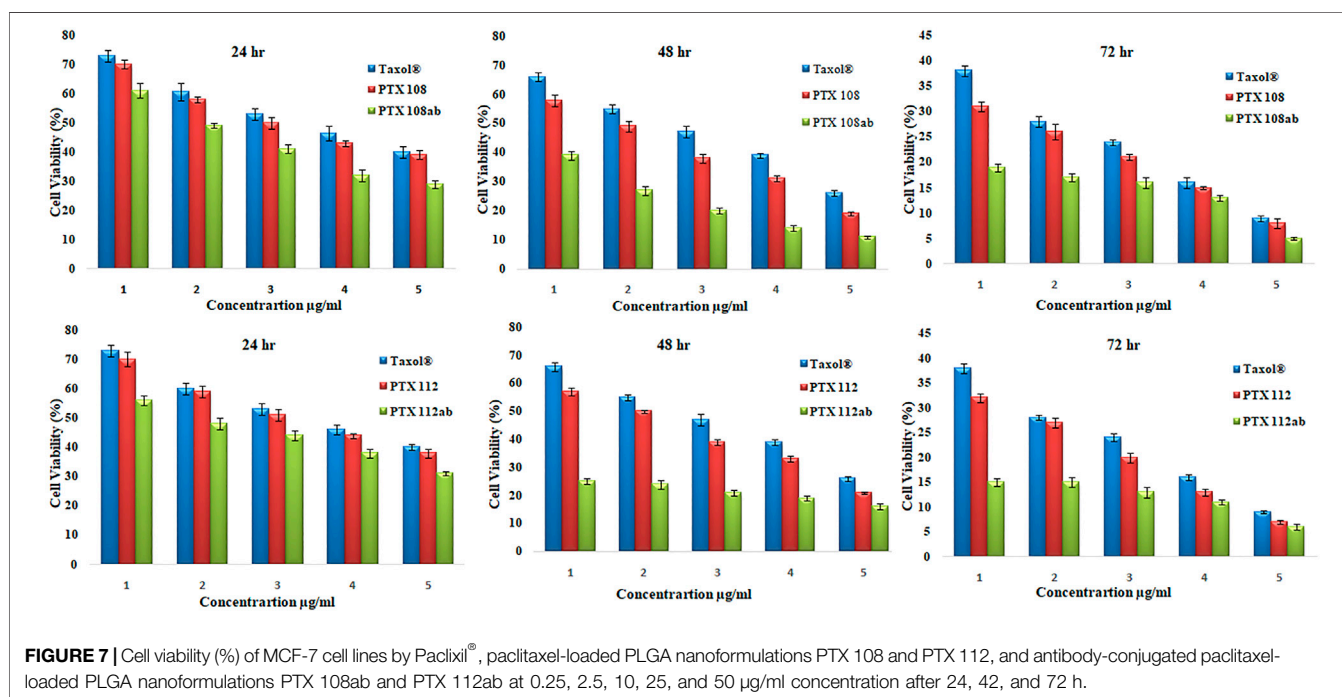 24 hr
80
70
60
50
40
30
20
10
0
Cell Viability (%)
Taxol®
PTX 108
PTX 108ab
1 2 3 4 5
Concentrartion µg/ml
48 hr
80
70
60
50
40
30
20
10
0
Cell Viability (%)
Taxol®
PTX 108
PTX 108ab
1 2 3 4 5
Concentrartion µg/ml
72 hr
45
40
35
30
25
20
15
10
5
0
Cell Viability (%)
Taxol®
PTX 108
PTX 108ab
1 2 3 4 5
Concentrartion µg/ml
24 hr
80
70
60
50
40
30
20
10
0
Cell Viability (%)
Taxol®
PTX 112
PTX 112ab
1 2 3 4 5
Concentrartion µg/ml
48 hr
80
70
60
50
40
30
20
10
0
Cell Viability (%)
Taxol®
PTX 112
PTX 112ab
1 2 3 4 5
Concentrartion µg/ml
72 hr
45
40
35
30
25
20
15
10
5
0
Cell Viability (%)
Taxol®
PTX 112
PTX 112ab
1 2 3 4 5
Concentrartion µg/ml
FIGURE 7 | Cell viability (%) of MCF-7 cell lines by Paclixil®, paclitaxel-loaded PLGA nanoformulations PTX 108 and PTX 112, and antibody-conjugated paclitaxel-
loaded PLGA nanoformulations PTX 108ab and PTX 112ab at 0.25, 2.5, 10, 25, and 50 µg/ml concentration after 24, 42, and 72 h.